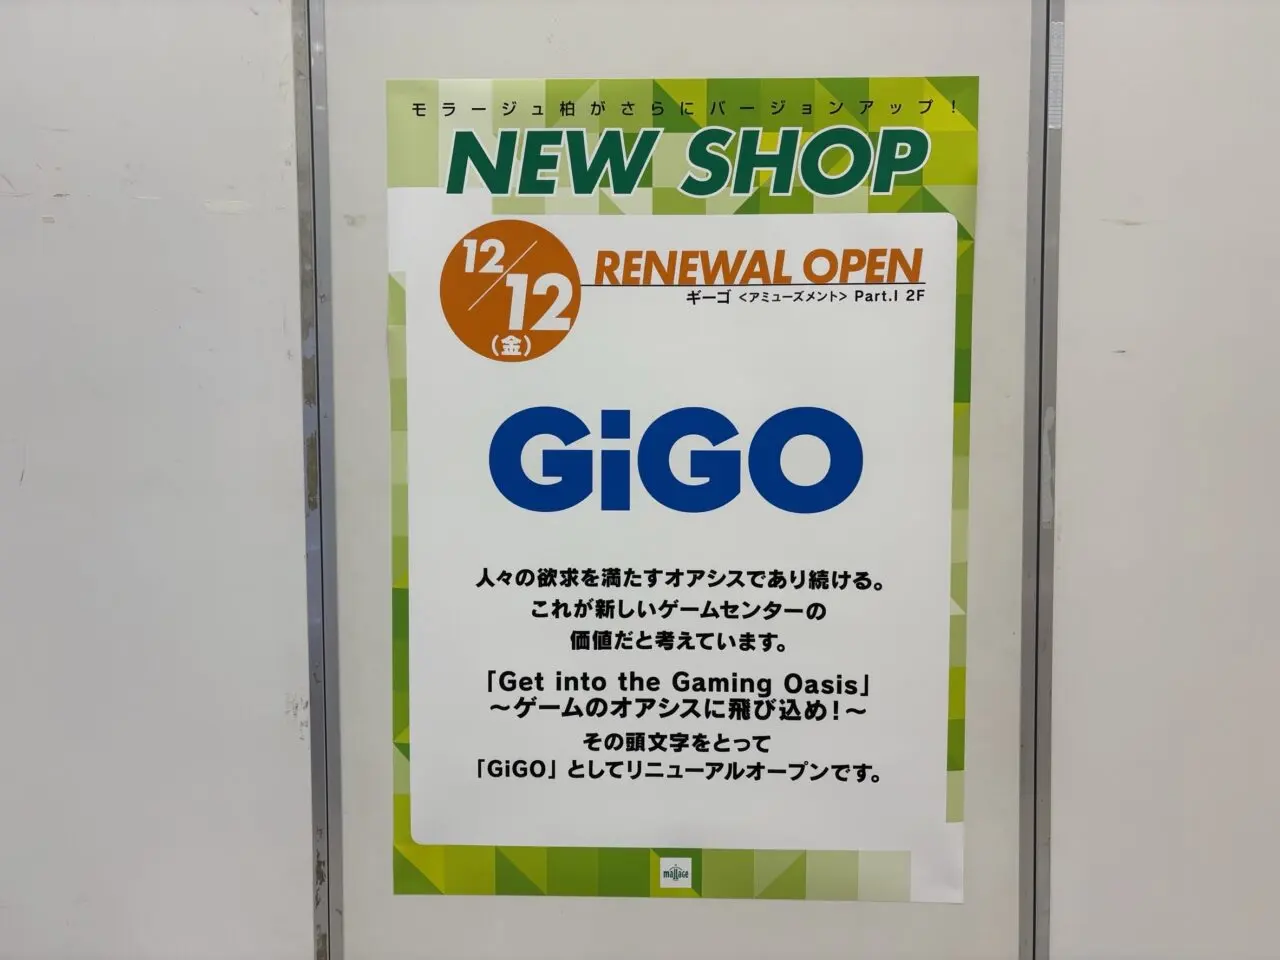 モラージュ柏がさらにバージョンアップ！
NEW SHOP
12/12
(金)
RENEWAL OPEN
ギーゴ <アミューズメント> Part.I 2F
GiGO
人々の欲求を満たすオアシスであり続ける。
これが新しいゲームセンターの
価値だと考えています。
「Get into the Gaming Oasis」
～ゲームのオアシスに飛び込め！～
その頭文字をとって
「GiGO」としてリニューアルオープンです。
mallage